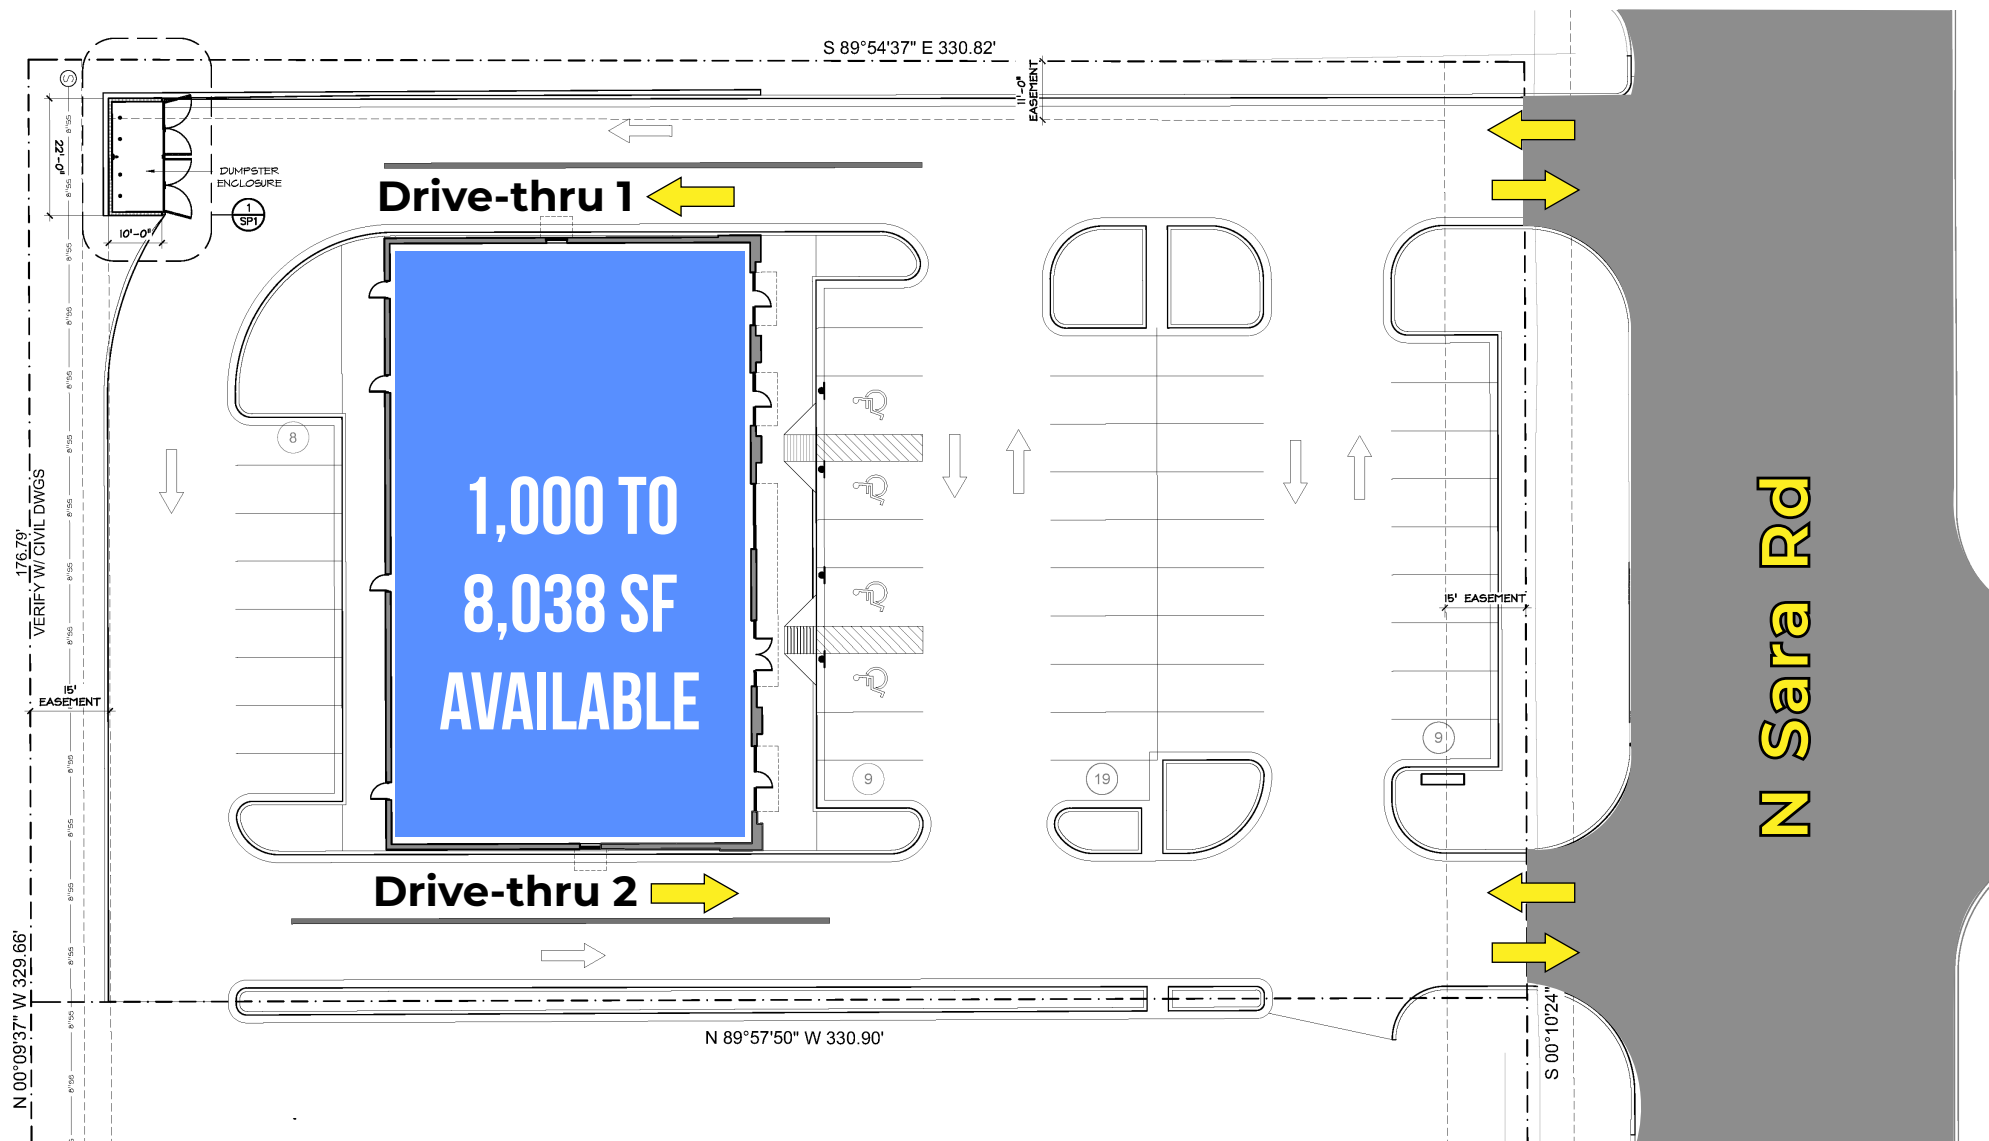 S 89°54'37" E 330.82'
11'-0"
EASEMENT
S
22'-0"
DUMPSTER
ENCLOSURE
1
SP1
10'-0"
Drive-thru 1
8
176.79'
VERIFY W/ CIVIL DWGS
1,000 TO
8,038 SF
AVAILABLE
N Sara Rd
15' EASEMENT
15'
EASEMENT
9
19
9
Drive-thru 2
N 00°09'37" W 329.66'
N 89°57'50" W 330.90'
S 00°10'24"